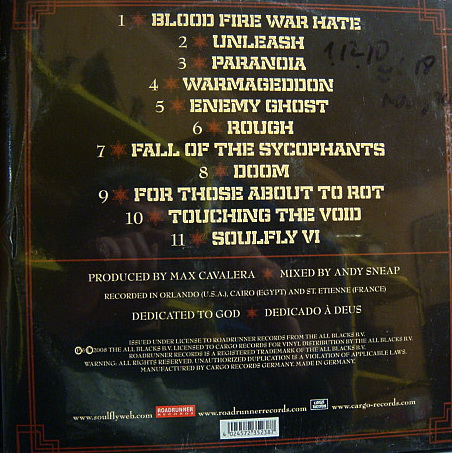 1 ✶ BLOOD FIRE WAR HATE
2 ✶ UNLEASH
3 ✶ PARANOIA
4 ✶ WARMAGEDDON
5 ✶ ENEMY GHOST
6 ✶ ROUGH
7 ✶ FALL OF THE SYCOPHANTS
8 ✶ DOOM
9 ✶ FOR THOSE ABOUT TO ROT
10 ✶ TOUCHING THE VOID
11 ✶ SOULFLY VI
PRODUCED BY MAX CAVALERA ✶ MIXED BY ANDY SNEAP
RECORDED IN ORLANDO (U.S.A.), CAIRO (EGYPT) AND ST. ETIENNE (FRANCE)
DEDICATED TO GOD ✶ DEDICADO À DEUS
ISSUED UNDER LICENSE TO ROADRUNNER RECORDS FROM THE ALL BLACKS B.V.
℗ & © 2008 THE ALL BLACKS B.V. LICENSED TO CARGO RECORDS FOR VINYL DISTRIBUTION BY THE ALL BLACKS B.V.
ROADRUNNER RECORDS IS A REGISTERED TRADEMARK OF THE ALL BLACKS B.V.
WARNING: ALL RIGHTS RESERVED. UNAUTHORIZED DUPLICATION IS A VIOLATION OF APPLICABLE LAWS.
MANUFACTURED BY CARGO RECORDS GERMANY. MADE IN GERMANY.
www.soulflyweb.com ROADRUNNER RECORDS www.roadrunnerrecords.com CARGO RECORDS www.cargo-records.com
4 024572 352387